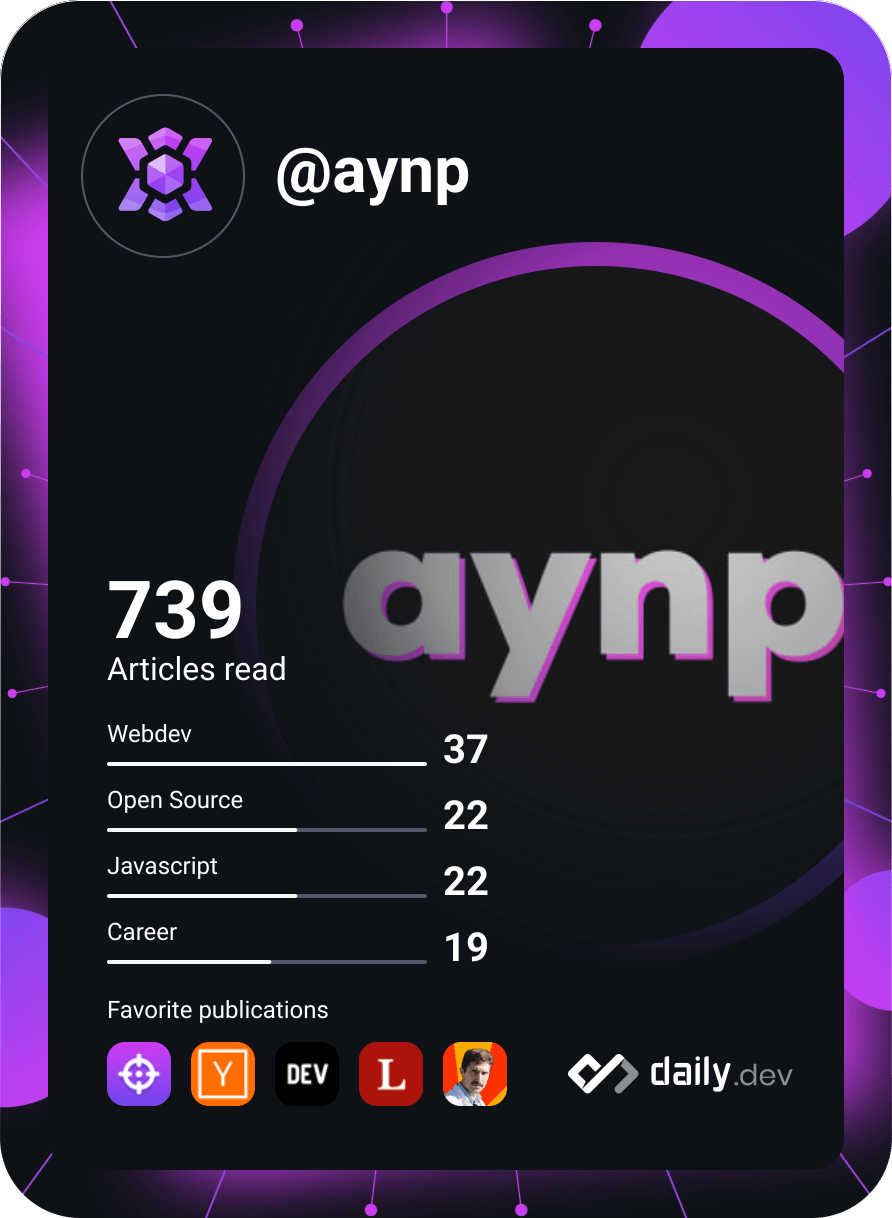 @aynp
aynp
739
Articles read
Webdev
37
Open Source
22
Javascript
22
Career
19
Favorite publications
Y
DEV
L
daily.dev